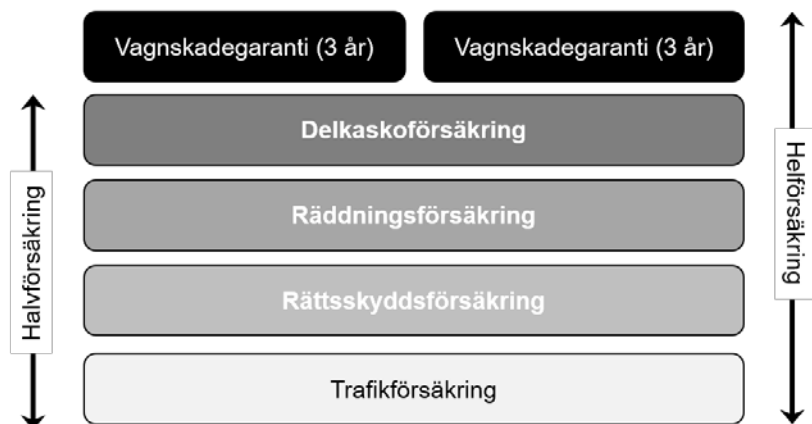 Vagnskadegaranti (3 år)
Vagnskadegaranti (3 år)
Delkaskoförsäkring
Räddningsförsäkring
Rättsskyddsförsäkring
Trafikförsäkring
Halvförsäkring
Helförsäkring